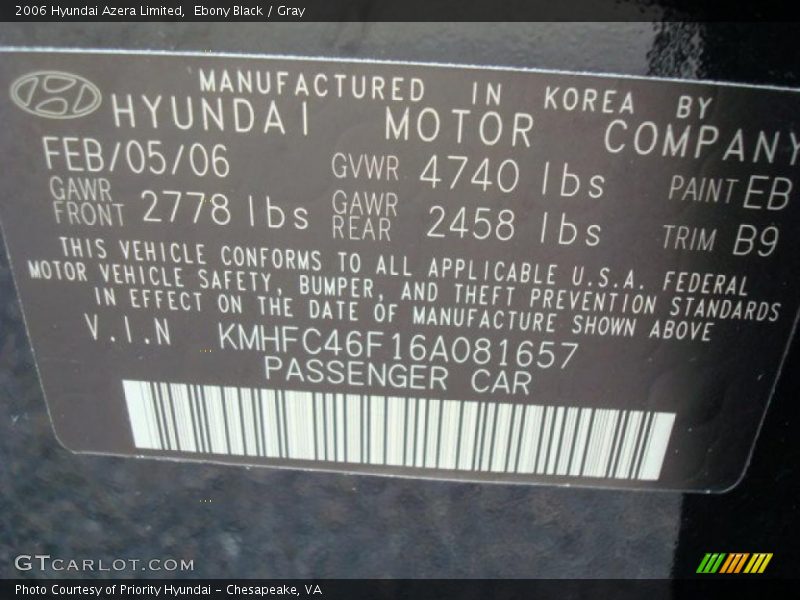 2006 Hyundai Azera Limited, Ebony Black / Gray
MANUFACTURED IN KOREA BY
HYUNDAI MOTOR COMPANY
FEB/05/06 GVWR 4740 lbs PAINT EB
GAWR FRONT 2778 lbs GAWR REAR 2458 lbs TRIM B9
THIS VEHICLE CONFORMS TO ALL APPLICABLE U.S.A. FEDERAL
MOTOR VEHICLE SAFETY, BUMPER, AND THEFT PREVENTION STANDARDS
IN EFFECT ON THE DATE OF MANUFACTURE SHOWN ABOVE
V.I.N KMHFC46F16A081657
PASSENGER CAR
GTCARLOT.COM
Photo Courtesy of Priority Hyundai - Chesapeake, VA